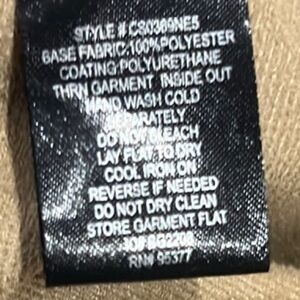 STYLE # CS0369NE5
BASE FABRIC:100%POLYESTER
COATING:POLYURETHANE
THRN GARMENT INSIDE OUT
HAND WASH COLD
SEPARATELY
DO NOT BLEACH
LAY FLAT TO DRY
COOL IRON ON
REVERSE IF NEEDED
DO NOT DRY CLEAN
STORE GARMENT FLAT
RN# 95377